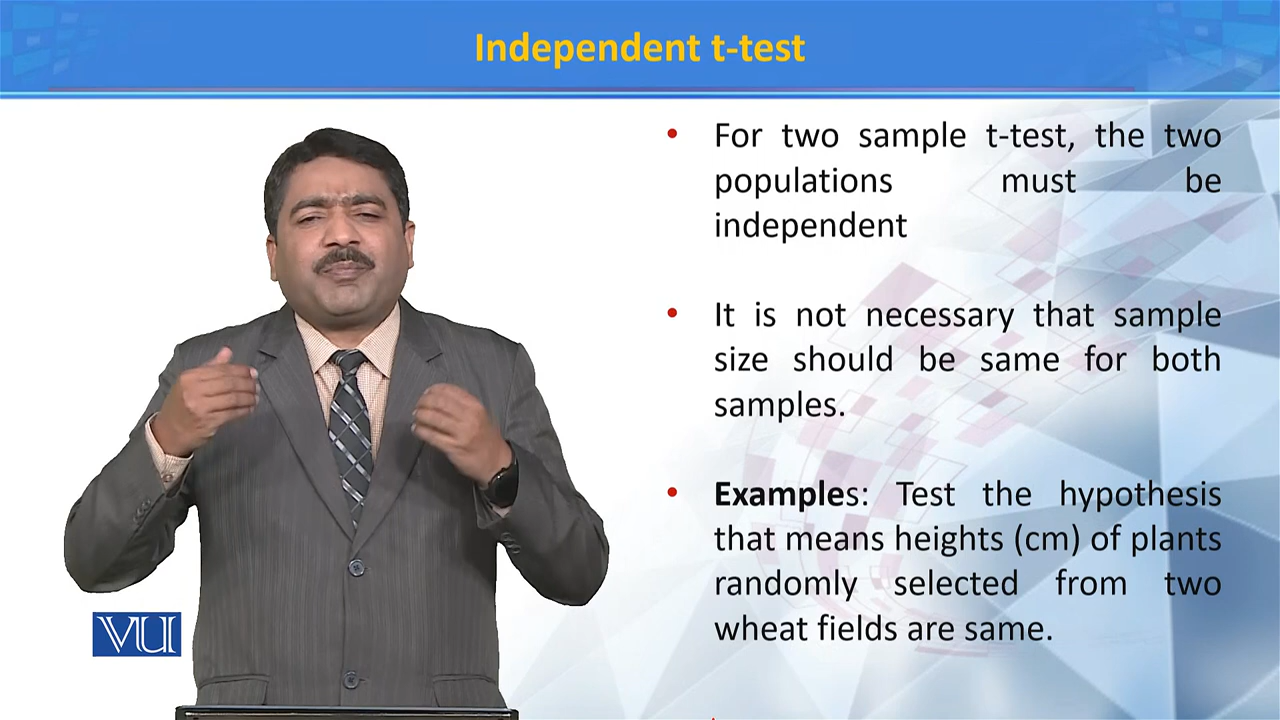 Independent t-test
• For two sample t-test, the two
populations must be
independent
• It is not necessary that sample
size should be same for both
samples.
• Examples: Test the hypothesis
that means heights (cm) of plants
randomly selected from two
wheat fields are same.
VU